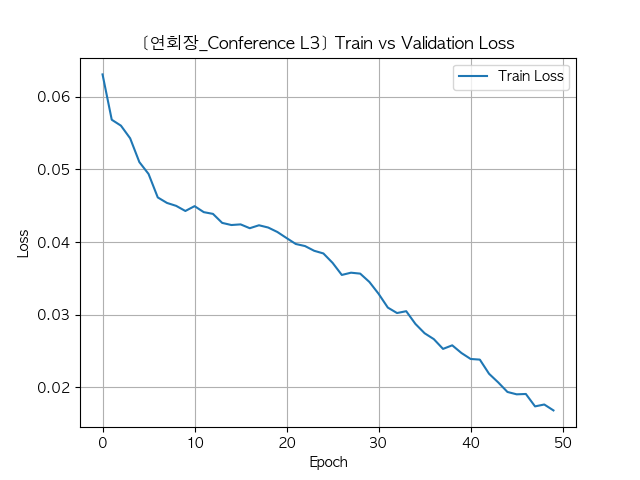 〔연회장_Conference L3〕 Train vs Validation Loss
Train Loss
Loss
0.06
0.05
0.04
0.03
0.02
0 10 20 30 40 50
Epoch